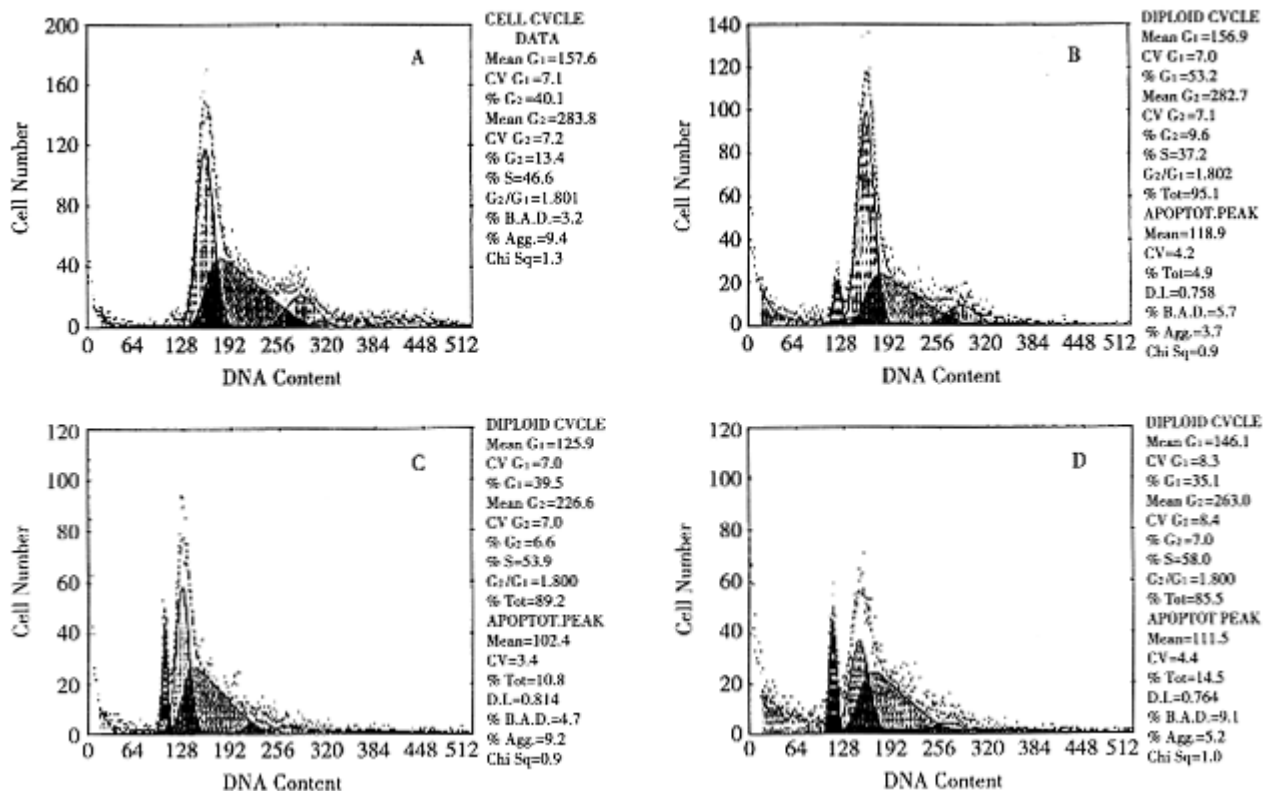 CELL CVCLE
DATA
Mean G1=157.6
CV G1=7.1
% G2=40.1
Mean G2=283.8
CV G2=7.2
% G2=13.4
% S=46.6
G2/G1=1.801
% B.A.D.=3.2
% Agg.=9.4
Chi Sq=1.3
A
Cell Number
200
160
120
80
40
0
0 64 128 192 256 320 384 448 512
DNA Content
DIPLOID CVCLE
Mean G1=156.9
CV G1=7.0
% G1=53.2
Mean G2=282.7
CV G2=7.1
% G2=9.6
% S=37.2
G2/G1=1.802
% Tot=95.1
APOPTOT.PEAK
Mean=118.9
CV=4.2
% Tot=4.9
D.I.=0.758
% B.A.D.=5.7
% Agg.=3.7
Chi Sq=0.9
B
Cell Number
140
120
100
80
60
40
20
0
0 64 128 192 256 320 384 448 512
DNA Content
DIPLOID CVCLE
Mean G1=125.9
CV G1=7.0
% G1=39.5
Mean G2=226.6
CV G2=7.0
% G2=6.6
% S=53.9
G2/G1=1.800
% Tot=89.2
APOPTOT.PEAK
Mean=102.4
CV=3.4
% Tot=10.8
D.I.=0.814
% B.A.D.=4.7
% Agg.=9.2
Chi Sq=0.9
C
Cell Number
120
100
80
60
40
20
0
0 64 128 192 256 320 384 448 512
DNA Content
DIPLOID CVCLE
Mean G1=146.1
CV G1=8.3
% G1=35.1
Mean G2=263.0
CV G2=8.4
% G2=7.0
% S=58.0
G2/G1=1.800
% Tot=85.5
APOPTOT PEAK
Mean=111.5
CV=4.4
% Tot=14.5
D.I.=0.764
% B.A.D.=9.1
% Agg.=5.2
Chi Sq=1.0
D
Cell Number
120
100
80
60
40
20
0
0 64 128 192 256 320 384 448 512
DNA Content